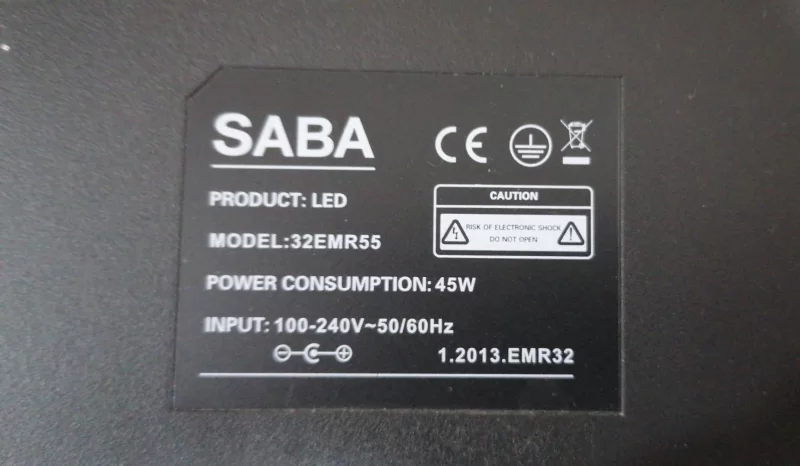 SABA
CE
PRODUCT: LED
CAUTION
RISK OF ELECTRONIC SHOCK
DO NOT OPEN
MODEL:32EMR55
POWER CONSUMPTION: 45W
INPUT: 100-240V~50/60Hz
1.2013.EMR32